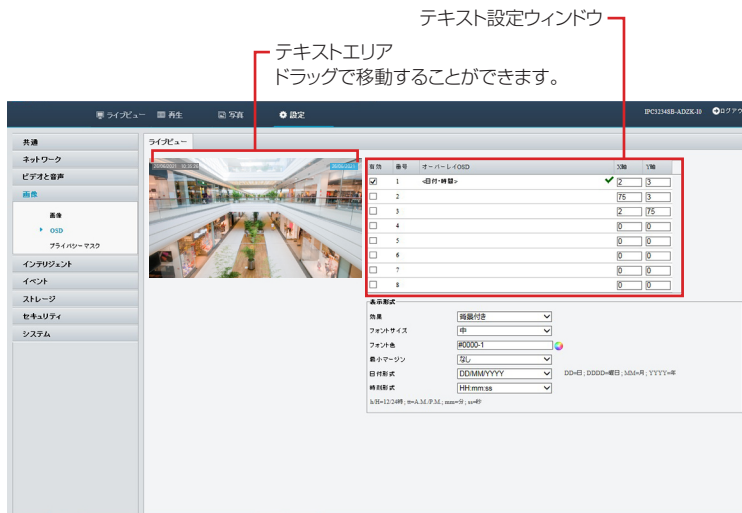 テキスト設定ウィンドウ
テキストエリア
ドラッグで移動することができます。
ライブビュー 再生 写真 設定 IPC3234SB-ADZK-I0 ログアウ
共通
ネットワーク
ビデオと音声
画像
画像
OSD
プライバシーマスク
インテリジェント
イベント
ストレージ
セキュリティ
システム
ライブビュー
有効 番号 オーバーレイOSD X軸 Y軸
1 <日付・時間> 2 3
2 75 3
3 2 75
4 0 0
5 0 0
6 0 0
7 0 0
8 0 0
表示形式
効果 背景付き
フォントサイズ 中
フォント色 #0000-1
最小マージン なし
日付形式 DD/MM/YYYY DD=日; DDDD=曜日; MM=月; YYYY=年
時刻形式 HH:mm:ss
h/H=12/24時; tt=A.M./P.M.; mm=分; ss=秒